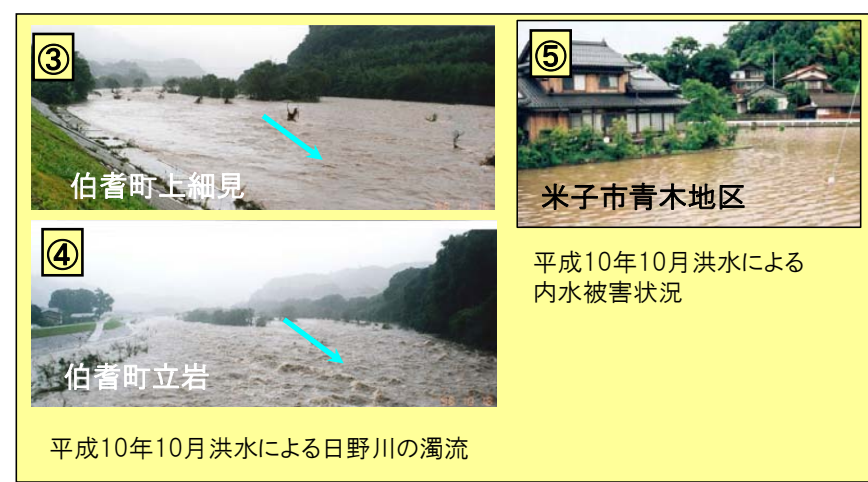 ③
伯耆町上細見
④
伯耆町立岩
平成10年10月洪水による日野川の濁流
⑤
米子市青木地区
平成10年10月洪水による
内水被害状況